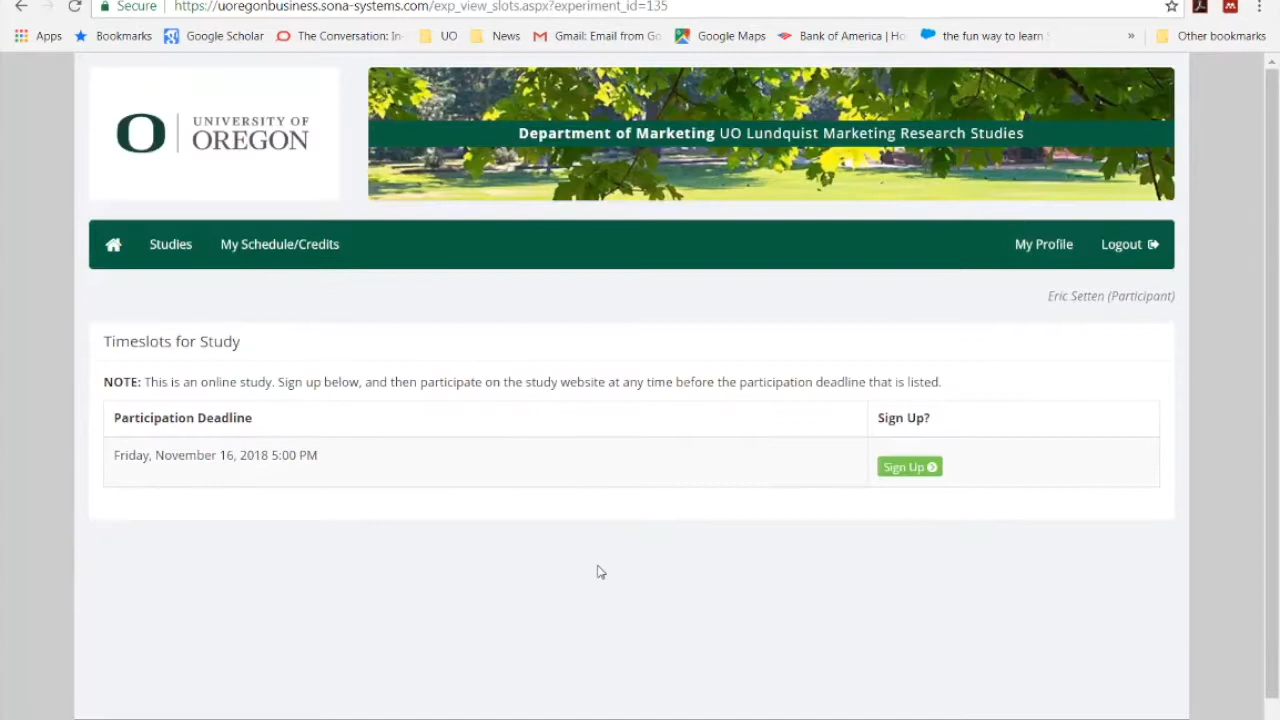 Secure | https://uoregonbusiness.sona-systems.com/exp_view_slots.aspx?experiment_id=135
Apps Bookmarks Google Scholar The Conversation: In- UO News Gmail: Email from Go Google Maps Bank of America | Ho the fun way to learn » Other bookmarks
UNIVERSITY OF
OREGON
Department of Marketing UO Lundquist Marketing Research Studies
Studies My Schedule/Credits My Profile Logout
Eric Setten (Participant)
Timeslots for Study
NOTE: This is an online study. Sign up below, and then participate on the study website at any time before the participation deadline that is listed.
Participation Deadline Sign Up?
Friday, November 16, 2018 5:00 PM
Sign Up